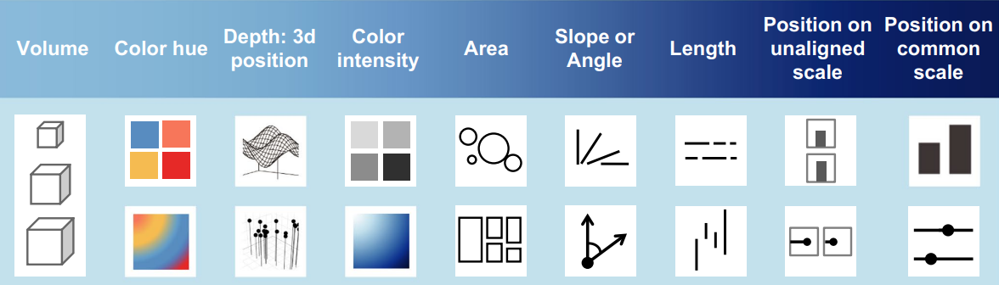 Volume
Color hue
Depth: 3d
position
Color
intensity
Area
Slope or
Angle
Length
Position on
unaligned
scale
Position on
common
scale